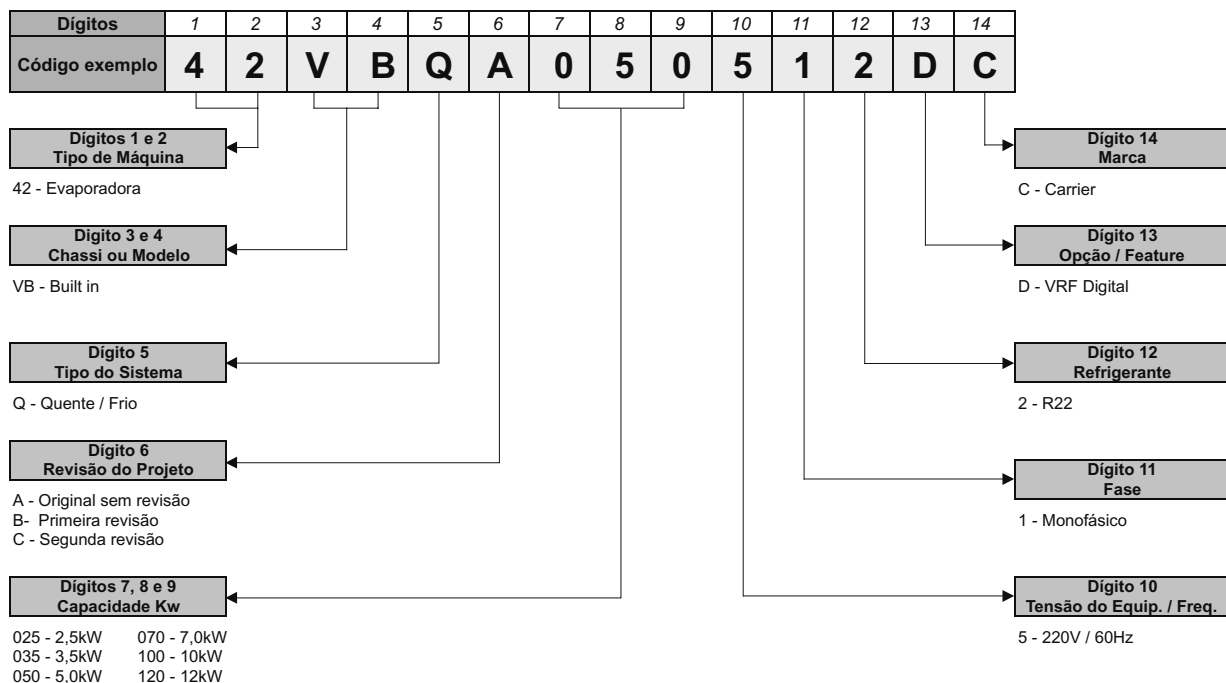 Dígitos 1 2 3 4 5 6 7 8 9 10 11 12 13 14
Código exemplo 4 2 V B Q A 0 5 0 5 1 2 D C
Dígitos 1 e 2
Tipo de Máquina
42 - Evaporadora
Digito 3 e 4
Chassi ou Modelo
VB - Built in
Dígito 5
Tipo do Sistema
Q - Quente / Frio
Dígito 6
Revisão do Projeto
A - Original sem revisão
B- Primeira revisão
C - Segunda revisão
Dígitos 7, 8 e 9
Capacidade Kw
025 - 2,5kW 070 - 7,0kW
035 - 3,5kW 100 - 10kW
050 - 5,0kW 120 - 12kW
Dígito 14
Marca
C - Carrier
Dígito 13
Opção / Feature
D - VRF Digital
Dígito 12
Refrigerante
2 - R22
Dígito 11
Fase
1 - Monofásico
Dígito 10
Tensão do Equip. / Freq.
5 - 220V / 60Hz